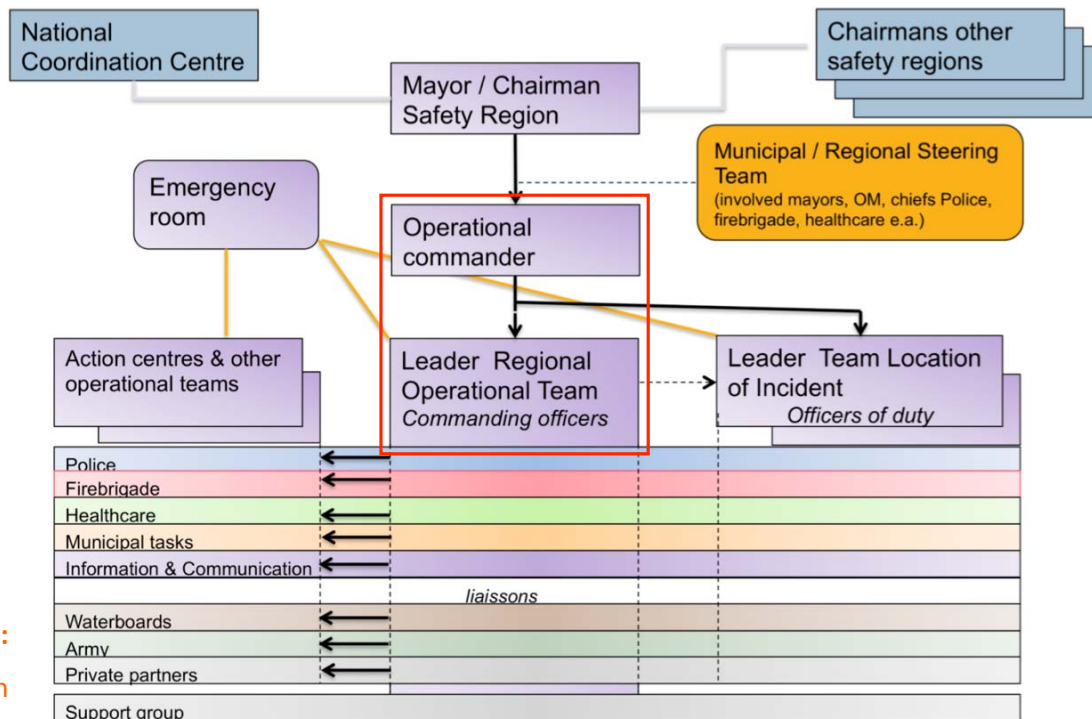 National
Coordination Centre
Chairmans other
safety regions
Mayor / Chairman
Safety Region
Municipal / Regional Steering
Team
(involved mayors, OM, chiefs Police,
firebrigade, healthcare e.a.)
Emergency
room
Operational
commander
Action centres & other
operational teams
Leader Regional
Operational Team
Commanding officers
Leader Team Location
of Incident
Officers of duty
Police
Firebrigade
Healthcare
Municipal tasks
Information & Communication
liaissons
Waterboards
Army
Private partners
Support group